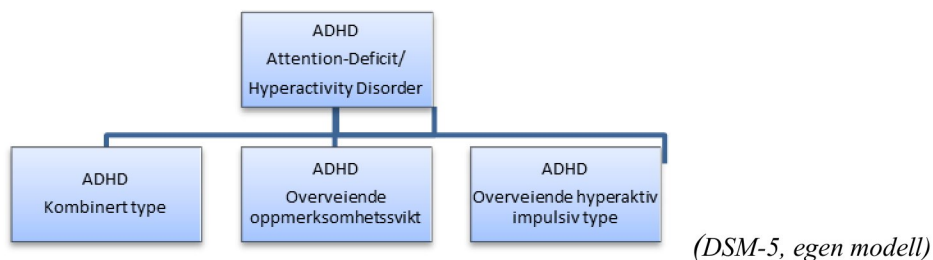 ADHD
Attention-Deficit/
Hyperactivity Disorder
ADHD
Kombinert type
ADHD
Overveiende
oppmerksomhetssvikt
ADHD
Overveiende hyperaktiv
impulsiv type
(DSM-5, egen modell)